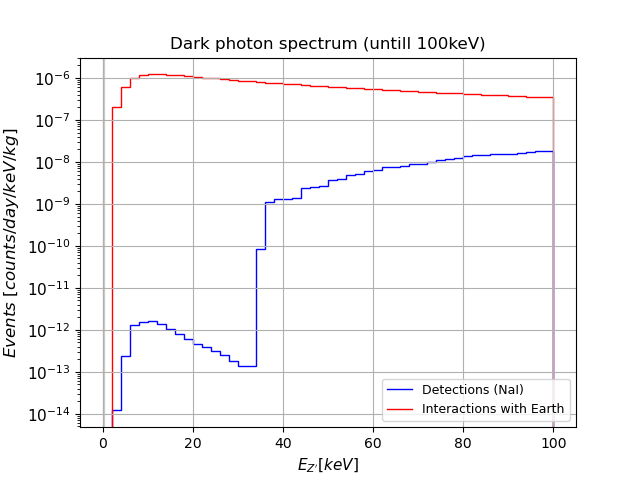 Dark photon spectrum (untill 100keV)
10⁻⁶
10⁻⁷
10⁻⁸
10⁻⁹
10⁻¹⁰
10⁻¹¹
10⁻¹²
10⁻¹³
10⁻¹⁴
Events [counts/day/keV/kg]
Detections (NaI)
Interactions with Earth
0 20 40 60 80 100
E_Z'[keV]